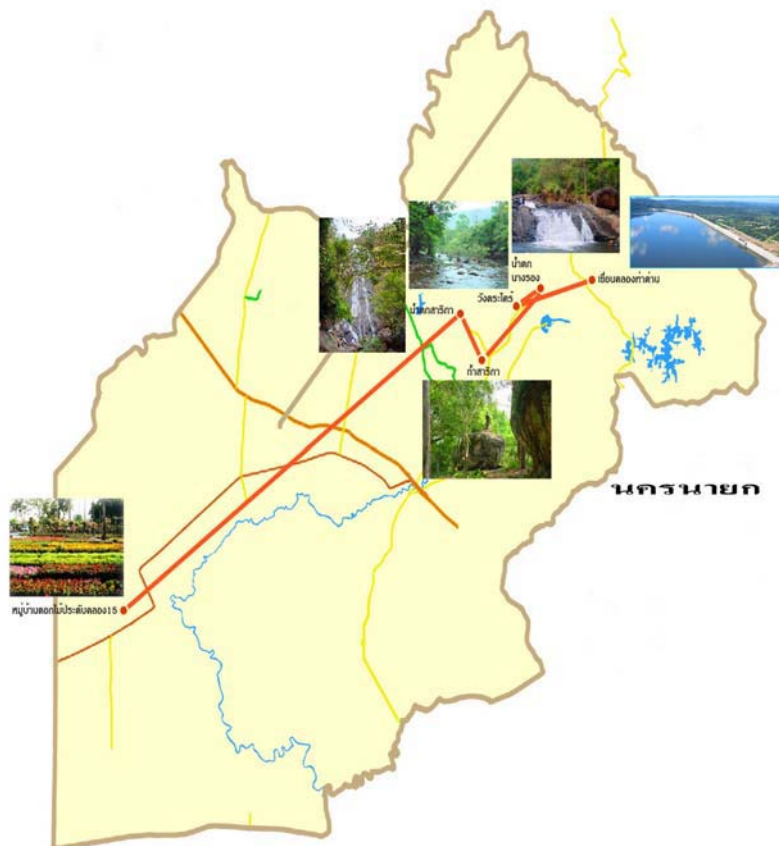 น้ำตก
นางรอง
เขื่อนคลองท่าด่าน
วังตะไคร้
น้ำตกสาริกา
ถ้ำสาริกา
นครนายก
หมู่บ้านดอกไม้ประดับคลอง15